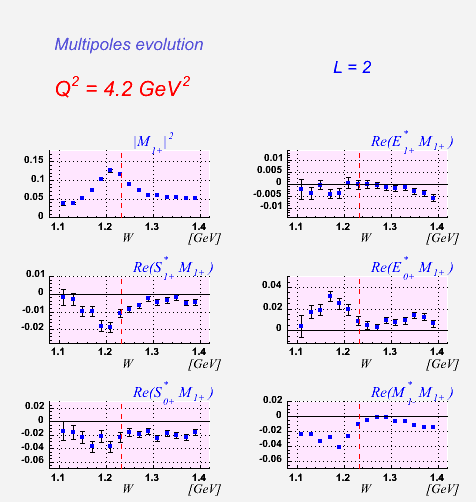 Multipoles evolution
L = 2
Q² = 4.2 GeV²
|M₁₊|²
0.15
0.1
0.05
0
1.1 1.2 1.3 1.4
W [GeV]
Re(E*₁₊ M₁₊)
0.01
0.005
0
-0.005
-0.01
1.1 1.2 1.3 1.4
W [GeV]
Re(S*₁₊ M₁₊)
0.01
0
-0.01
-0.02
1.1 1.2 1.3 1.4
W [GeV]
Re(E*₀₊ M₁₊)
0.04
0.02
0
1.1 1.2 1.3 1.4
W [GeV]
Re(S*₀₊ M₁₊)
0.02
0
-0.02
-0.04
-0.06
1.1 1.2 1.3 1.4
W [GeV]
Re(M*₁₋ M₁₊)
0.02
0
-0.02
-0.04
-0.06
1.1 1.2 1.3 1.4
W [GeV]